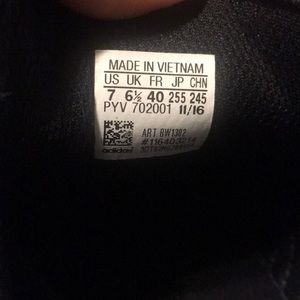 MADE IN VIETNAM
US UK FR JP CHN
7 6½ 40 255 245
PYV 702001 11/16
ART BW1302
#116403214
adidas